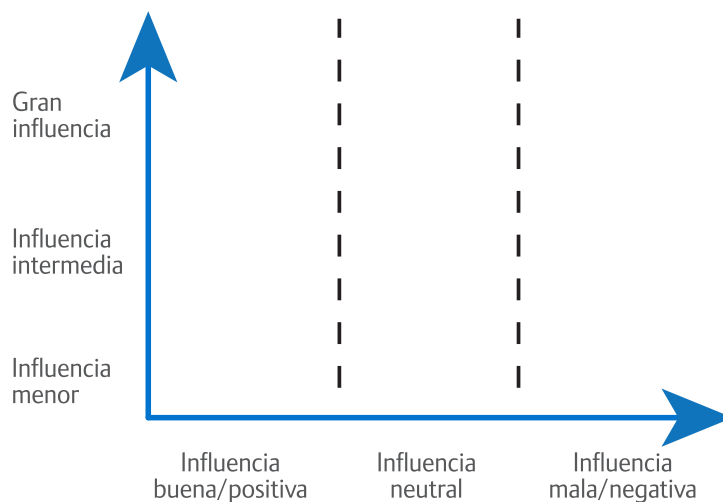 Gran
influencia
Influencia
intermedia
Influencia
menor
Influencia
buena/positiva
Influencia
neutral
Influencia
mala/negativa